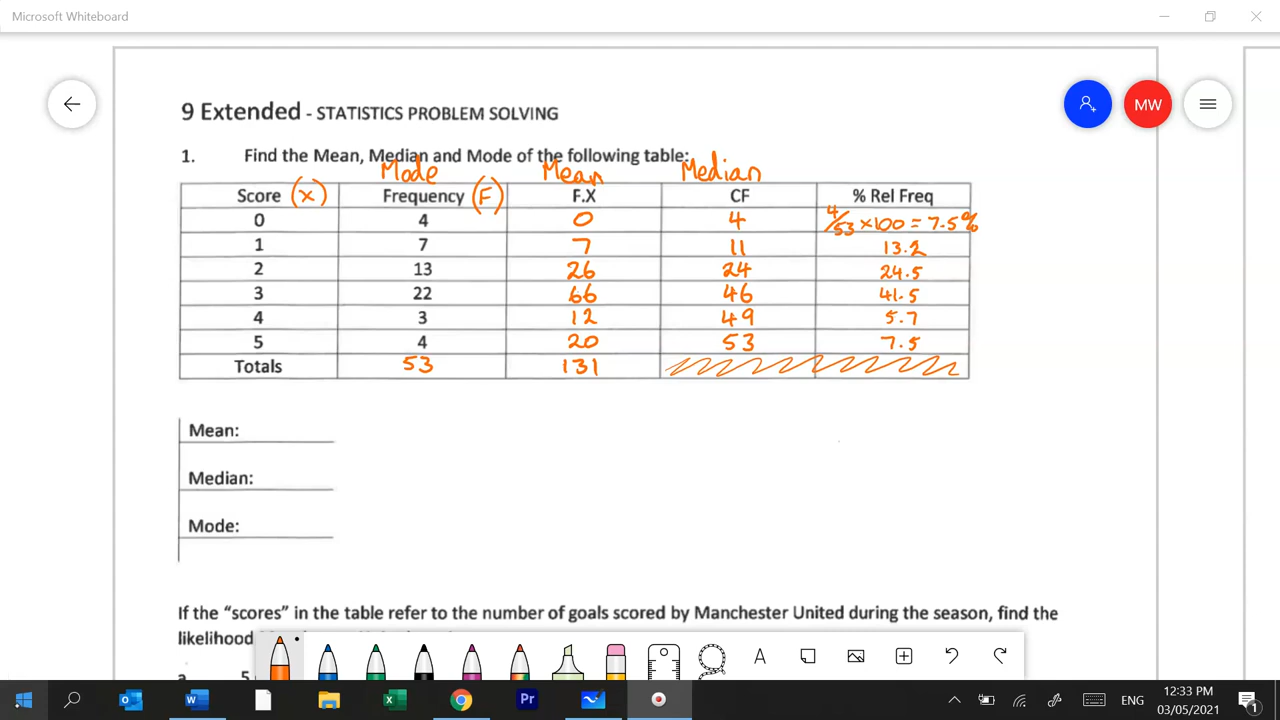 Microsoft Whiteboard
MW
9 Extended - STATISTICS PROBLEM SOLVING
1. Find the Mean, Median and Mode of the following table:
Mode Mean Median
Score (x) Frequency (F) F.X CF % Rel Freq
0 4 0 4 4/53 ×100 = 7.5%
1 7 7 11 13.2
2 13 26 24 24.5
3 22 66 46 41.5
4 3 12 49 5.7
5 4 20 53 7.5
Totals 53 131
Mean:
Median:
Mode:
If the “scores” in the table refer to the number of goals scored by Manchester United during the season, find the
likelihood
a 5
A
W
X
Pr
ENG
12:33 PM
03/05/2021
1